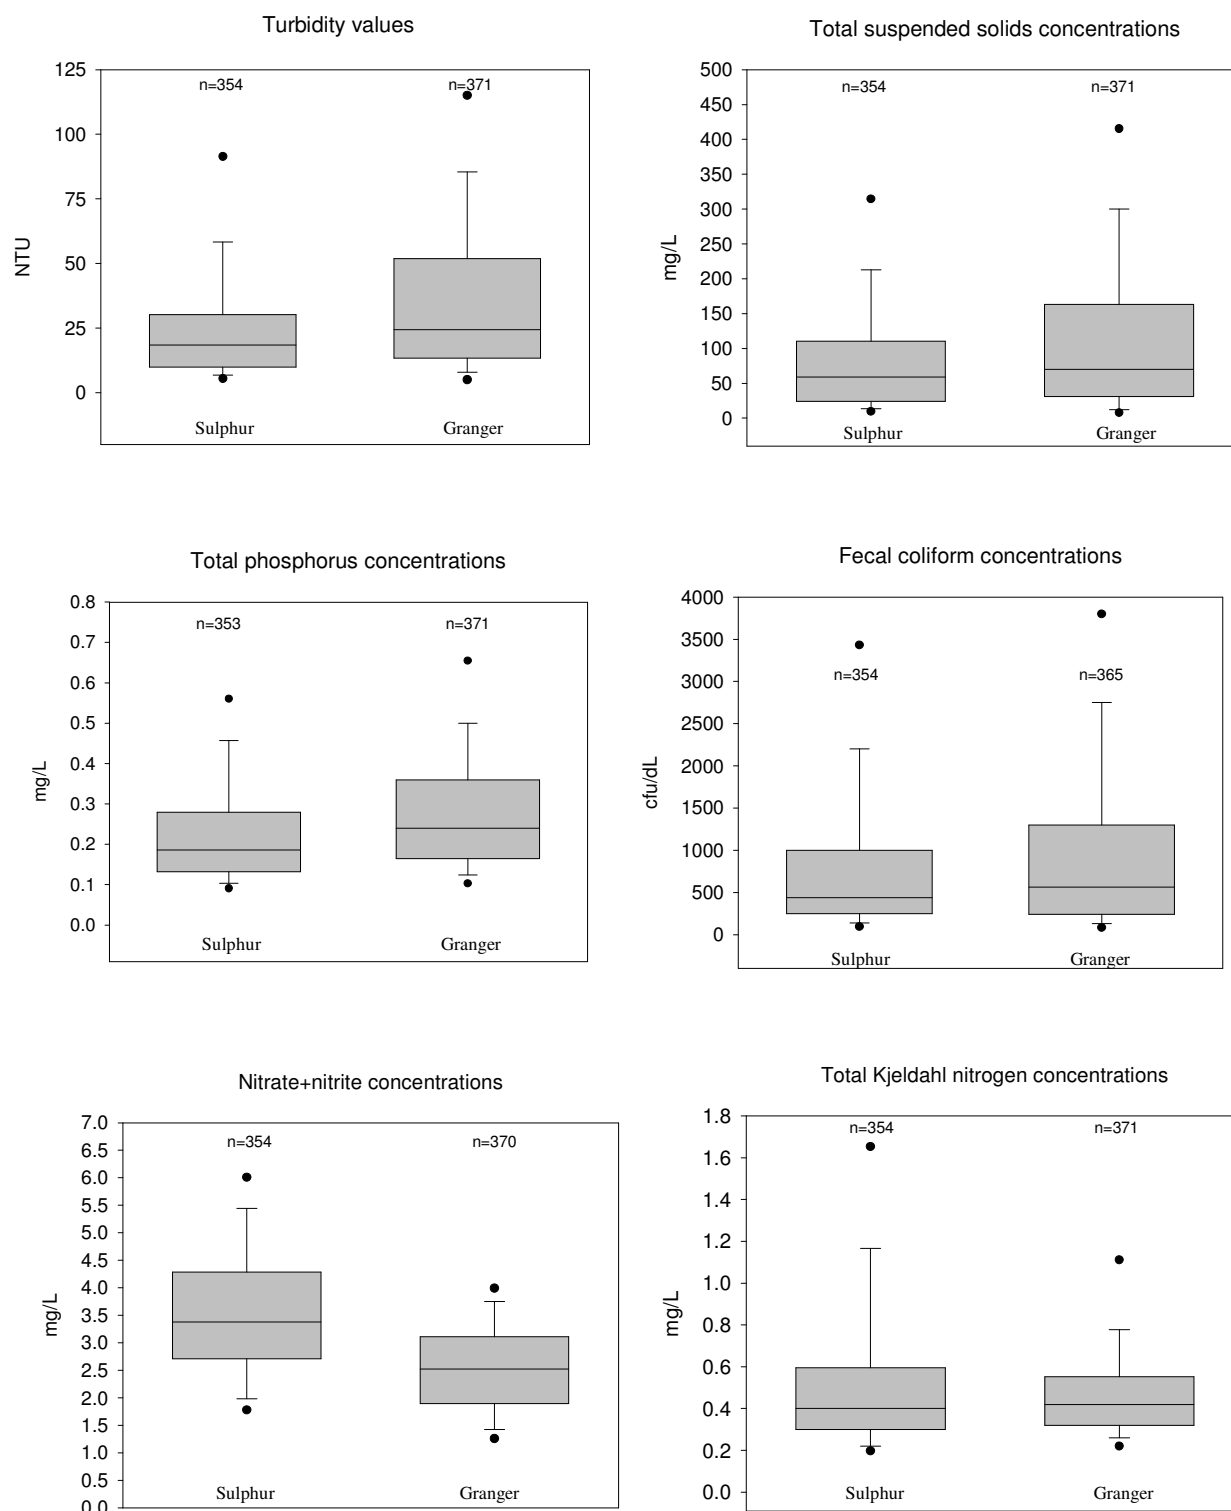 Turbidity values
125
100
75
50
25
0
NTU
n=354
n=371
Sulphur
Granger
Total suspended solids concentrations
500
450
400
350
300
250
200
150
100
50
0
mg/L
n=354
n=371
Sulphur
Granger
Total phosphorus concentrations
0.8
0.7
0.6
0.5
0.4
0.3
0.2
0.1
0.0
mg/L
n=353
n=371
Sulphur
Granger
Fecal coliform concentrations
4000
3500
3000
2500
2000
1500
1000
500
0
cfu/dL
n=354
n=365
Sulphur
Granger
Nitrate+nitrite concentrations
7.0
6.5
6.0
5.5
5.0
4.5
4.0
3.5
3.0
2.5
2.0
1.5
1.0
0.5
0.0
mg/L
n=354
n=370
Sulphur
Granger
Total Kjeldahl nitrogen concentrations
1.8
1.6
1.4
1.2
1.0
0.8
0.6
0.4
0.2
0.0
mg/L
n=354
n=371
Sulphur
Granger